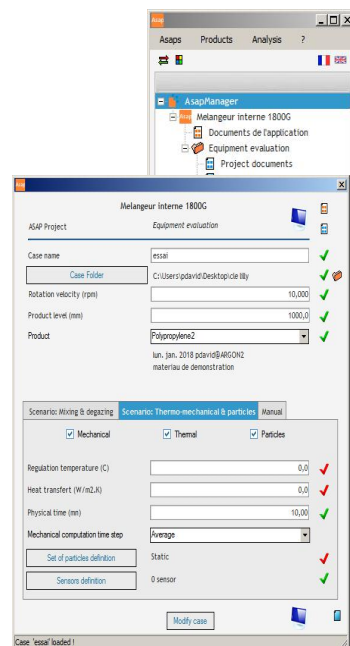 Asap
Asaps Products Analysis ?
AsapManager
Asap Melangeur interne 1800G
Documents de l'application
Equipment evaluation
Project documents
Asap
Melangeur interne 1800G
ASAP Project Equipment evaluation
Case name essai
Case Folder C:\Users\pdavid\Desktop\cle lilly
Rotation velocity (rpm) 10,000
Product level (mm) 1000,0
Product Polypropylene2
lun. jan. 2018 pdavid@ARGON2
materiau de demonstration
Scenario: Mixing & degazing Scenario: Thermo-mechanical & particles Manual
Mechanical Thermal Particles
Regulation temperature (C) 0,0
Heat transfert (W/m2.K) 0,0
Physical time (mn) 10,00
Mechanical computation time step Average
Set of particles definition Static
Sensors definition 0 sensor
Modify case
Case 'essai' loaded !